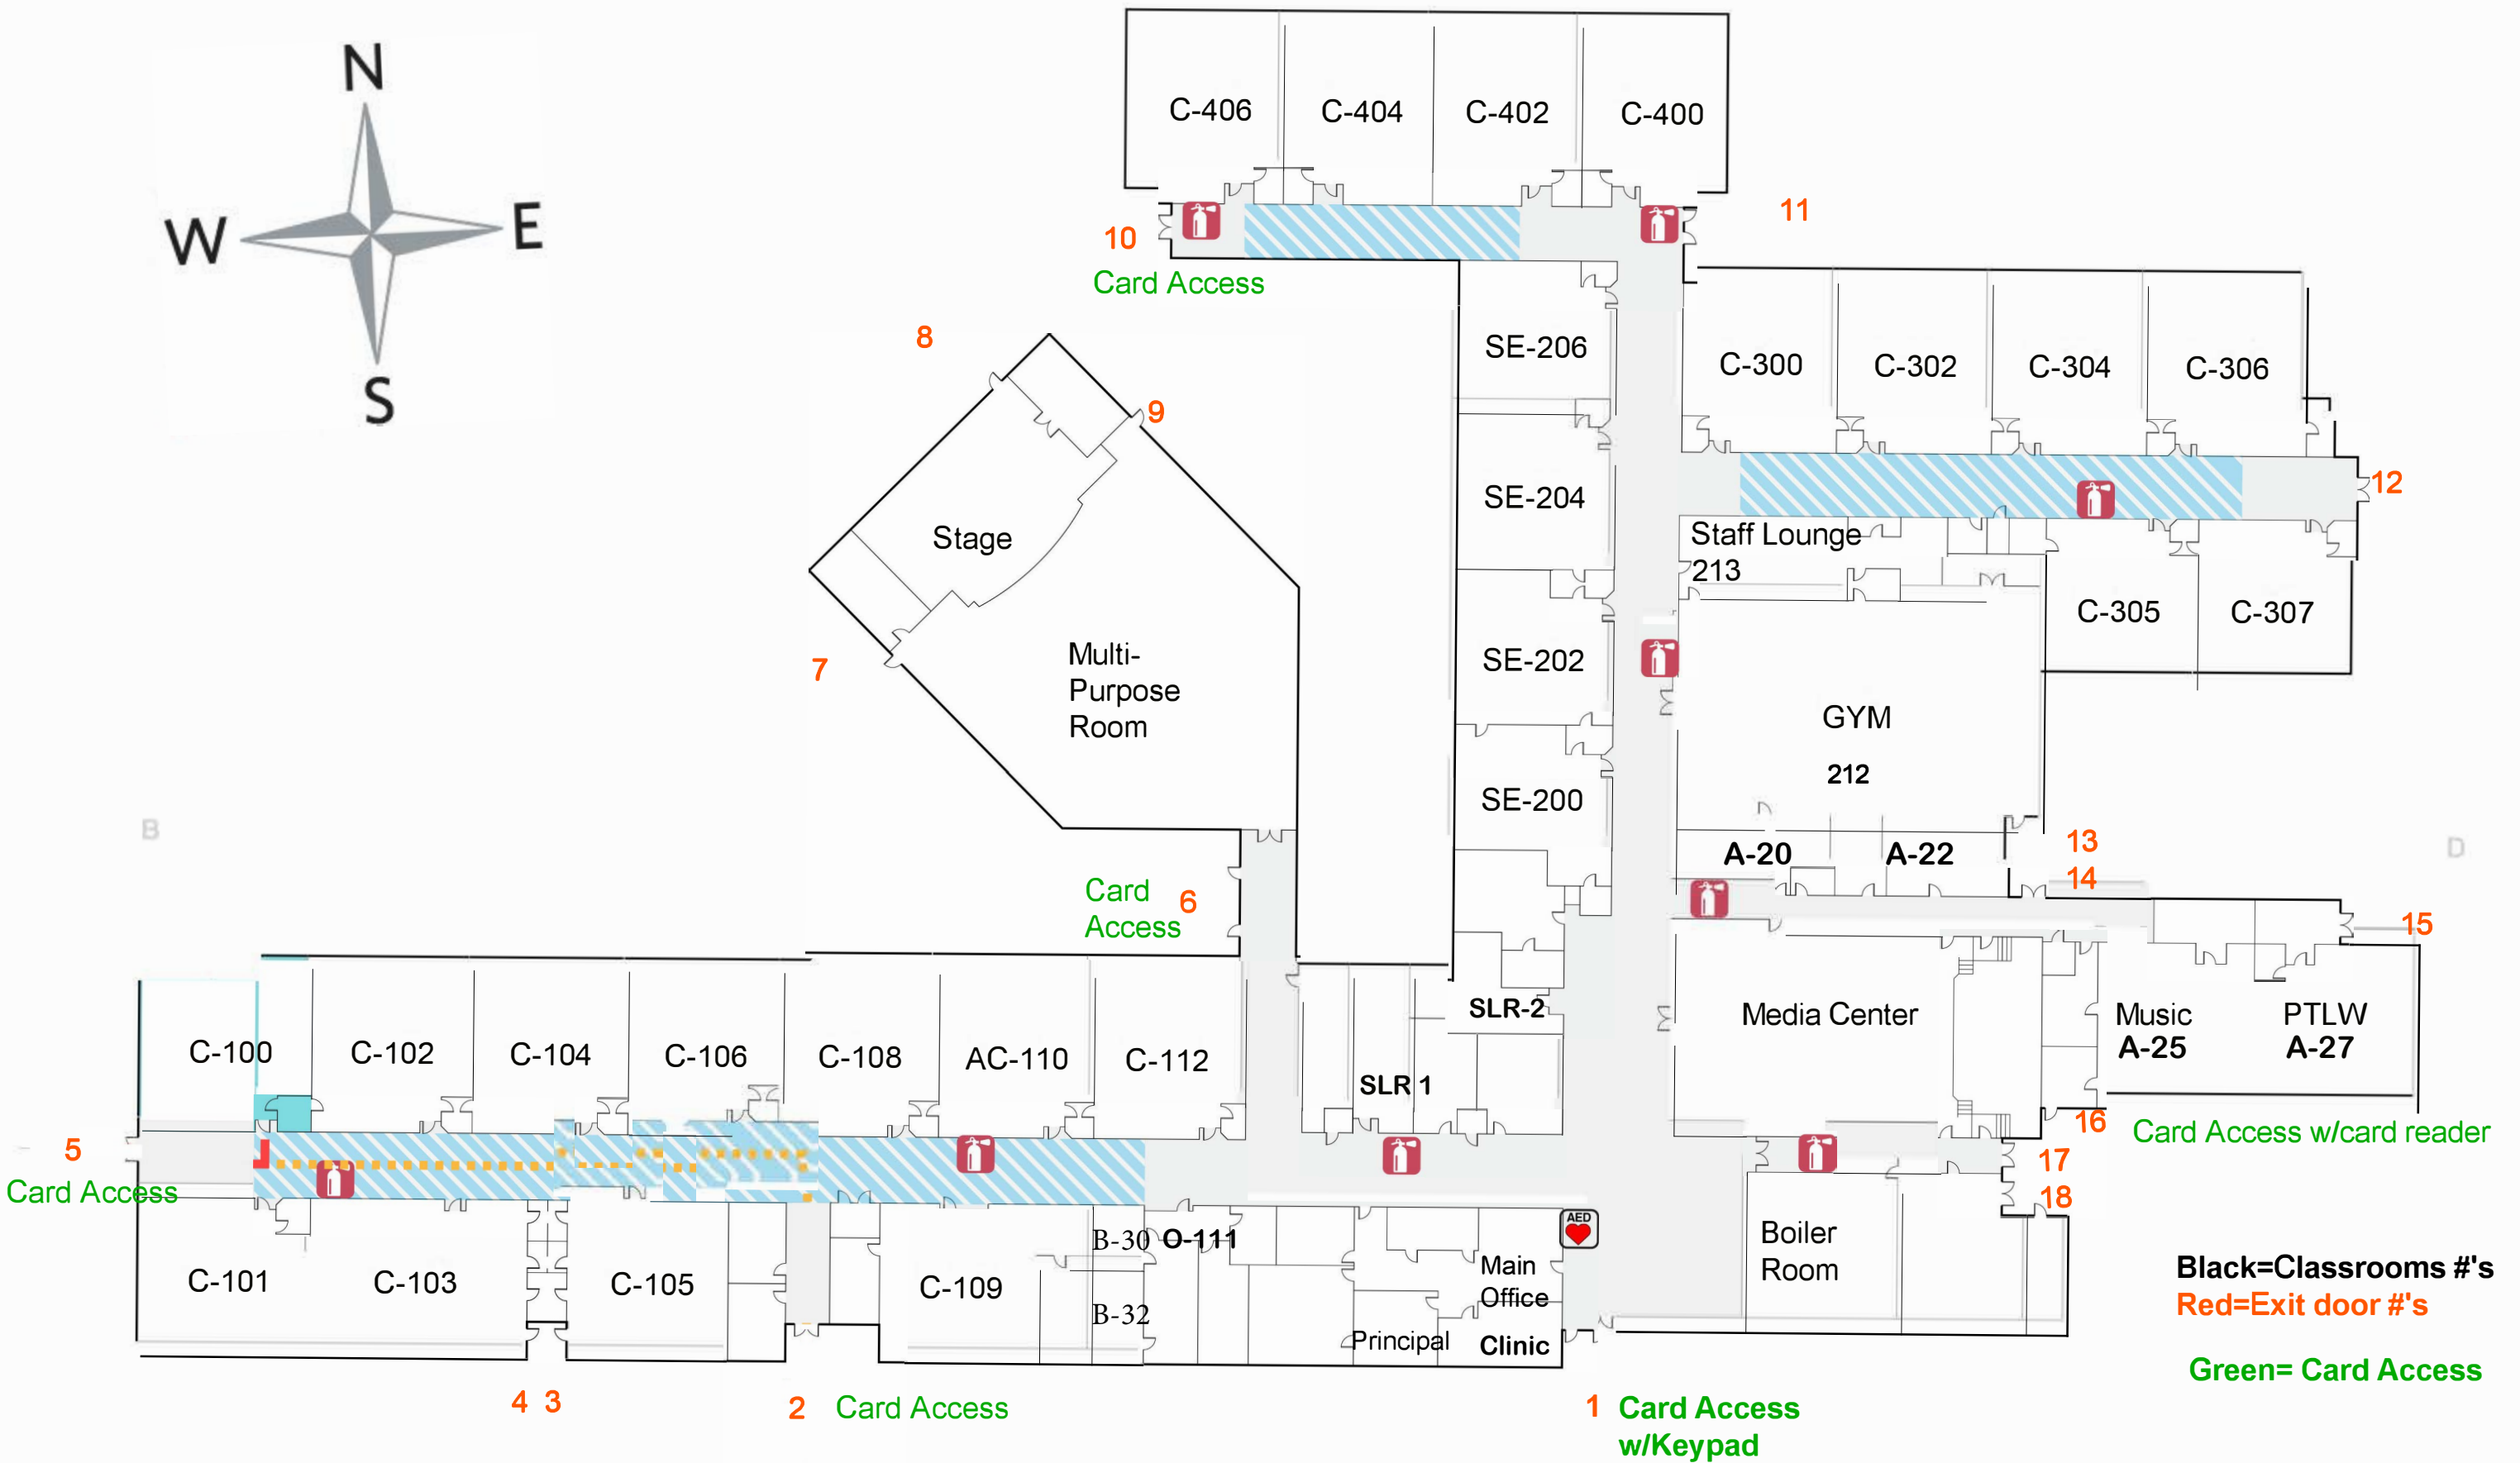 N
W
E
S
C-406
C-404
C-402
C-400
10
11
Card Access
8
9
7
SE-206
C-300
C-302
C-304
C-306
SE-204
12
Stage
Staff Lounge
213
C-305
C-307
Multi-
Purpose
Room
SE-202
GYM
212
SE-200
B
D
13
A-20
A-22
14
Card
Access
6
15
SLR-2
Media Center
Music
A-25
PTLW
A-27
C-100
C-102
C-104
C-106
C-108
AC-110
C-112
SLR 1
16
Card Access w/card reader
5
Card Access
17
18
AED
C-101
C-103
C-105
C-109
B-30
O-111
B-32
Main
Office
Principal
Clinic
Boiler
Room
Black=Classrooms #'s
Red=Exit door #'s
Green= Card Access
4
3
2
Card Access
1
Card Access
w/Keypad